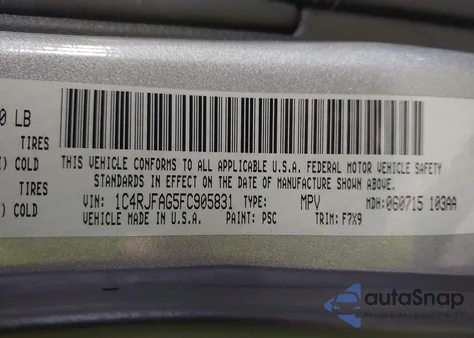 0 LB
TIRES
COLD
TIRES
) COLD
THIS VEHICLE CONFORMS TO ALL APPLICABLE U.S.A. FEDERAL MOTOR VEHICLE SAFETY
STANDARDS IN EFFECT ON THE DATE OF MANUFACTURE SHOWN ABOVE.
VIN: 1C4RJFAG5FC905831 TYPE: MPV MDH: 060715 103AA
VEHICLE MADE IN U.S.A. PAINT: PSC TRIM: F7X9
autoSnap